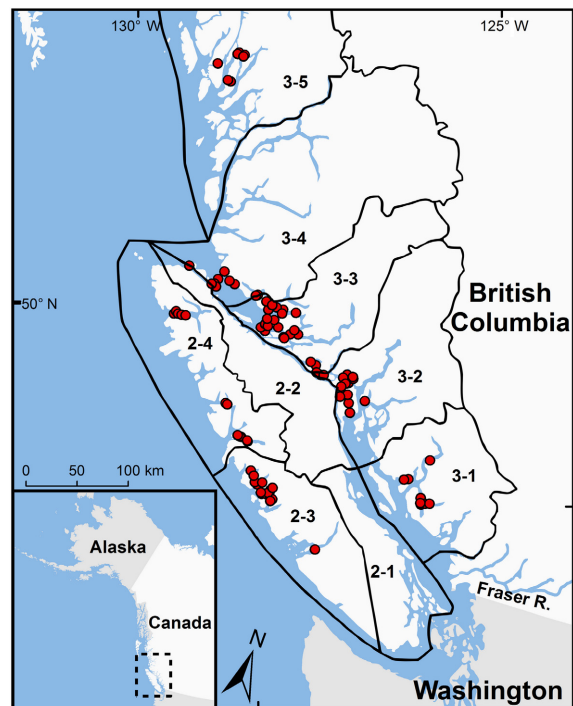 130° W
125° W
3-5
3-4
3-3
50° N
British
Columbia
2-4
3-2
2-2
3-1
0 50 100 km
2-3
Alaska
2-1
Fraser R.
Canada
N
Washington